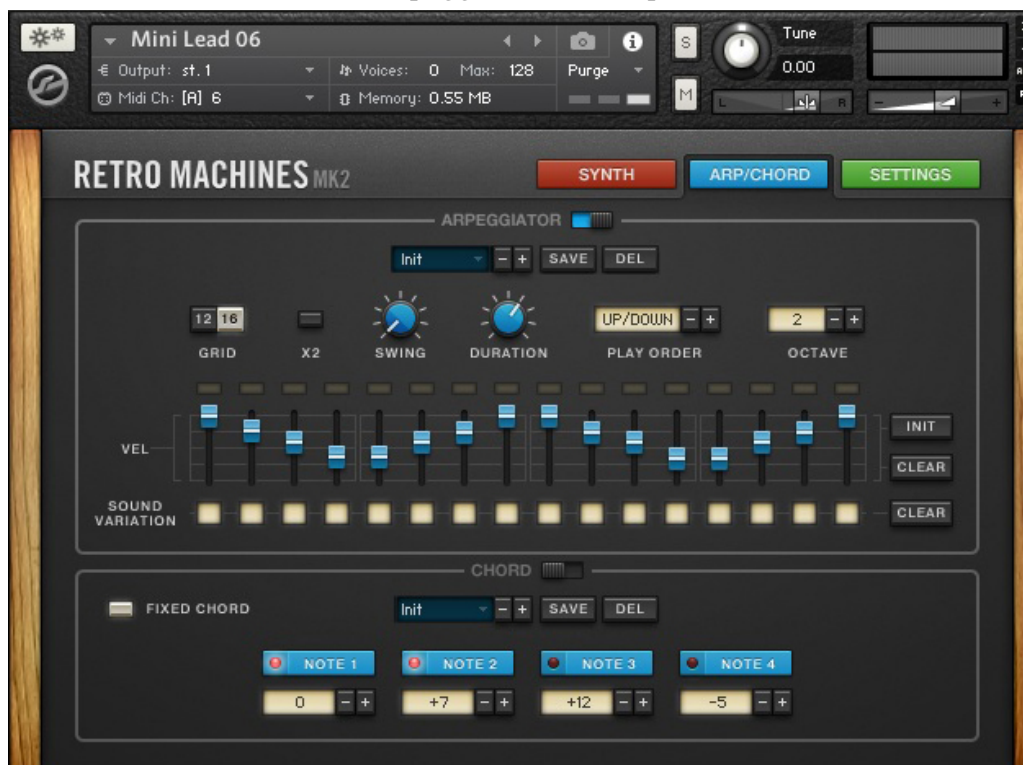 Mini Lead 06
S
Tune
Output: st.1
Voices: 0 Max: 128
Purge
0.00
Midi Ch: [A] 6
Memory: 0.55 MB
M
L R
- +
RETRO MACHINES MK2
SYNTH
ARP/CHORD
SETTINGS
ARPEGGIATOR
Init - + SAVE DEL
12 16
UP/DOWN - +
2 - +
GRID X2 SWING DURATION PLAY ORDER OCTAVE
INIT
VEL
CLEAR
SOUND
VARIATION
CLEAR
CHORD
FIXED CHORD
Init - + SAVE DEL
NOTE 1 NOTE 2 NOTE 3 NOTE 4
0 - + +7 - + +12 - + -5 - +